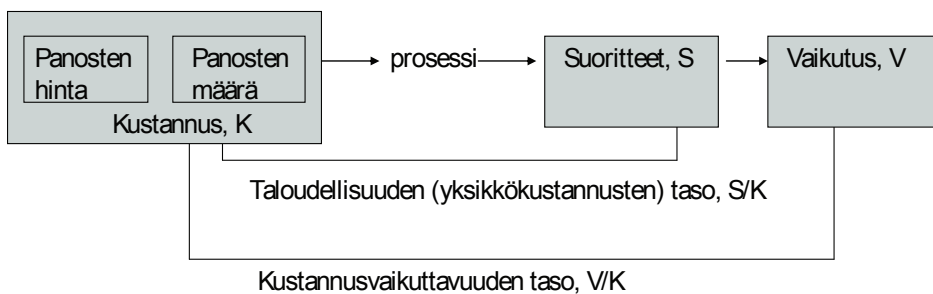 Panosten
hinta
Panosten
määrä
Kustannus, K
prosessi
Suoritteet, S
Vaikutus, V
Taloudellisuuden (yksikkökustannusten) taso, S/K
Kustannusvaikuttavuuden taso, V/K